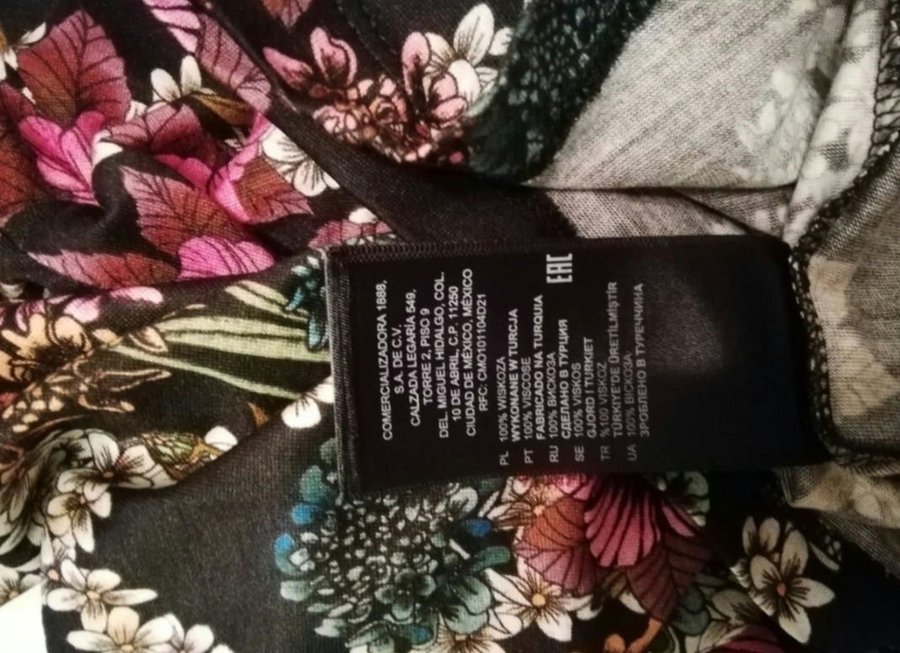 COMERCIALIZADORA 1888,
S.A. DE C.V.
CALZADA LEGARIA 549,
TORRE 2, PISO 9
DEL. MIGUEL HIDALGO, COL.
10 DE ABRIL, C.P. 11250
CIUDAD DE MÉXICO, MÉXICO
RFC: CMO101104D21
PL 100% WISKOZA
WYKONANE W TURCJA
PT 100% VISCOSE
FABRICADO NA TURQUIA
RU 100% ВИСКОЗА
СДЕЛАНО В ТУРЦИЯ
SE 100% VISKOS
GJORD I TURKIET
TR %100 VISKOZ
TÜRKİYE'DE ÜRETİLMİŞTİR
UA 100% ВІСКОЗА
ЗРОБЛЕНО В ТУРЕЧЧИНА
EAC